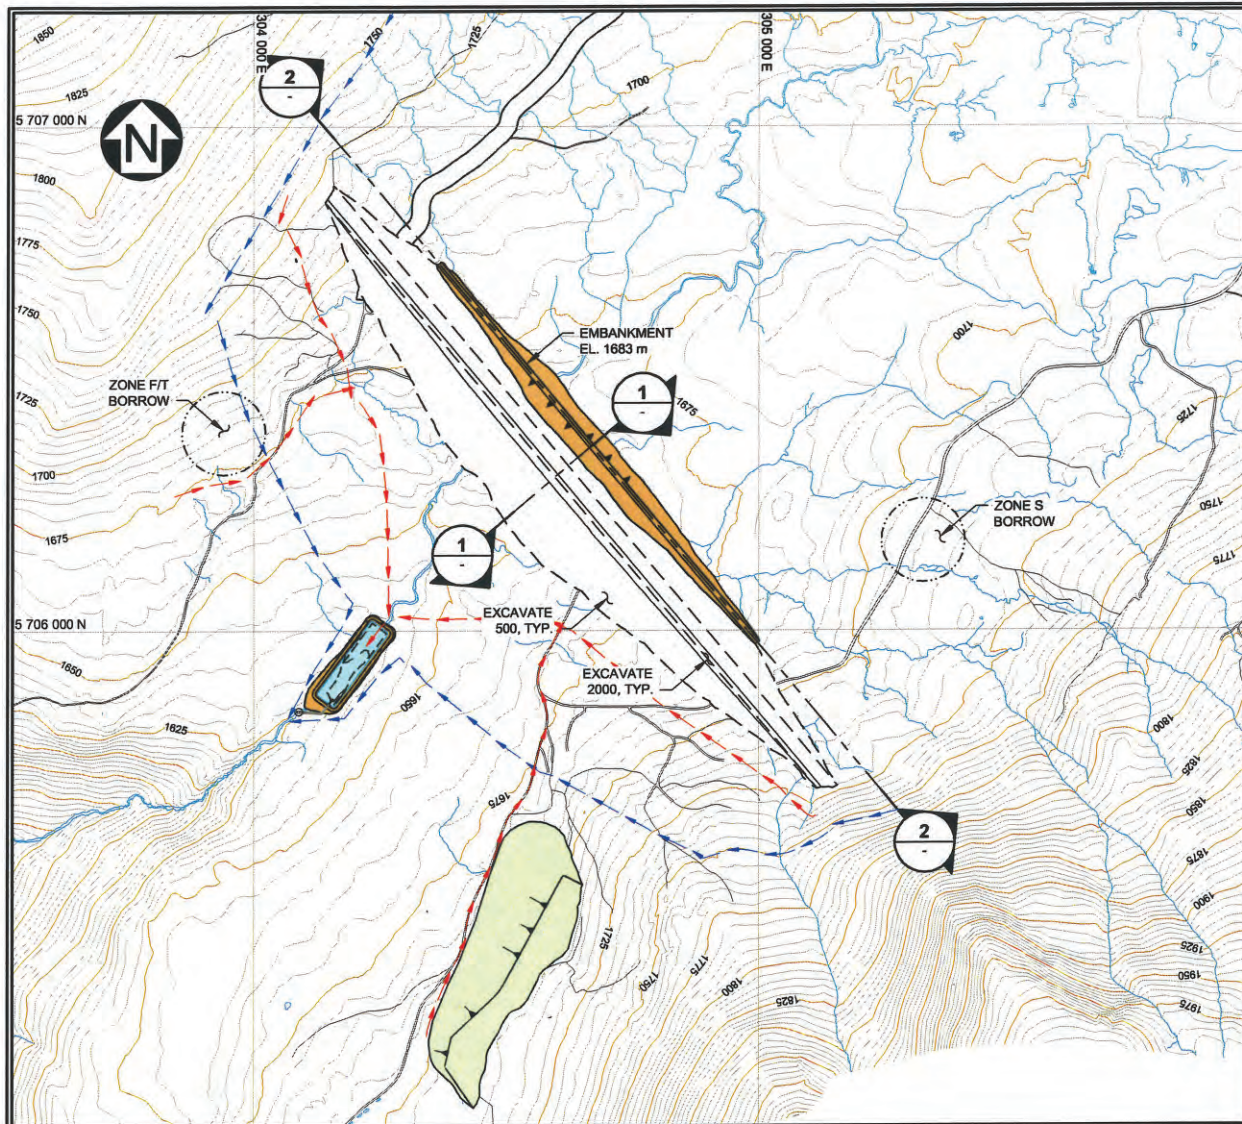 1850
304 000 E
1750
1725
305 000 E
2
-
1825
1700
5 707 000 N
N
1800
1775
1750
EMBANKMENT
EL. 1683 m
1700
ZONE F/T
BORROW
1
-
1675
1725
1725
1700
ZONE S
BORROW
1750
1675
1
-
1775
EXCAVATE
500, TYP.
5 706 000 N
1650
EXCAVATE
2000, TYP.
1650
1625
1800
1825
1675
1850
2
-
1875
1900
1725
1925
1750
1775
1800
1950
1825
1975